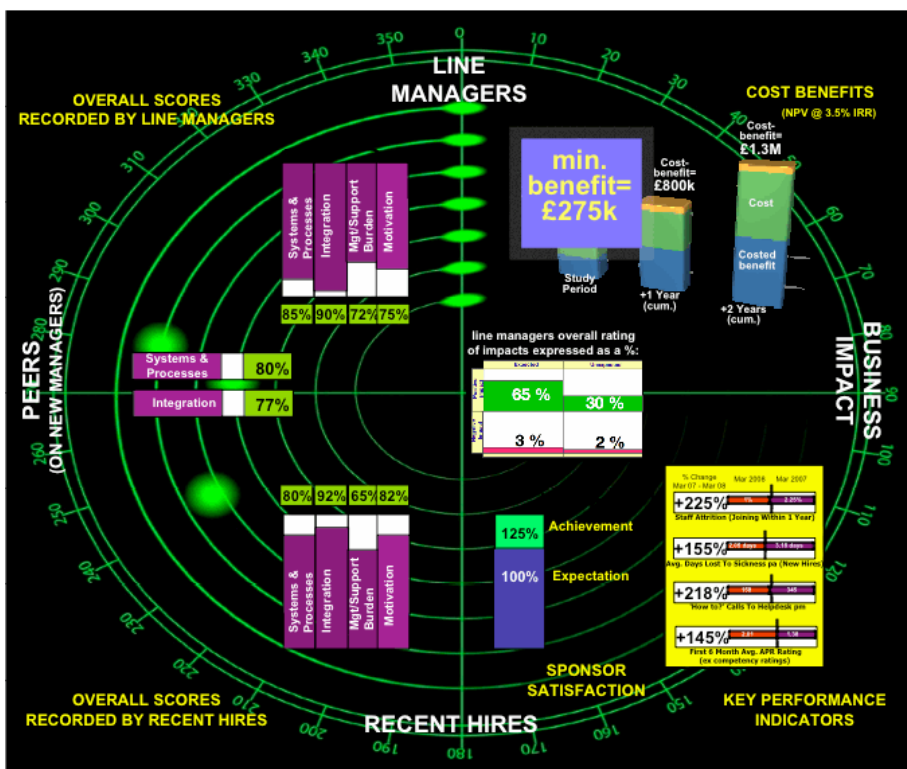 350 0 10
340 20
330 30
320 40
310 50
300 60
290 70
280 80
90
260 100
250 110
240 120
230
220
210 150
200 160
190 180 170
LINE
MANAGERS
OVERALL SCORES
RECORDED BY LINE MANAGERS
COST BENEFITS
(NPV @ 3.5% IRR)
Systems &
Processes
Integration
Mgt/Support
Burden
Motivation
85% 90% 72% 75%
min.
benefit=
£275k
Cost-
benefit=
£800k
Cost-
benefit=
£1.3M
Cost
Costed
benefit
Study
Period
+1 Year
(cum.)
+2 Years
(cum.)
PEERS
(ON NEW MANAGERS)
Systems &
Processes
80%
Integration
77%
line managers overall rating
of impacts expressed as a %:
Expected
65 % 30 %
3 % 2 %
BUSINESS
IMPACT
80% 92% 65% 82%
Systems &
Processes
Integration
Mgt/Support
Burden
Motivation
125%
Achievement
100%
Expectation
SPONSOR
SATISFACTION
% Change
Mar 07 - Mar 08
Mar 2008 Mar 2007
+225% 1% 2.25%
Staff Attrition (Joining Within 1 Year)
+155%
Avg. Days Lost To Sickness pa (New Hires)
+218% 158 345
'How to?' Calls To Helpdesk pm
+145%
First 6 Month Avg. APR Rating
(ex competency ratings)
OVERALL SCORES
RECORDED BY RECENT HIRES
RECENT HIRES
KEY PERFORMANCE
INDICATORS